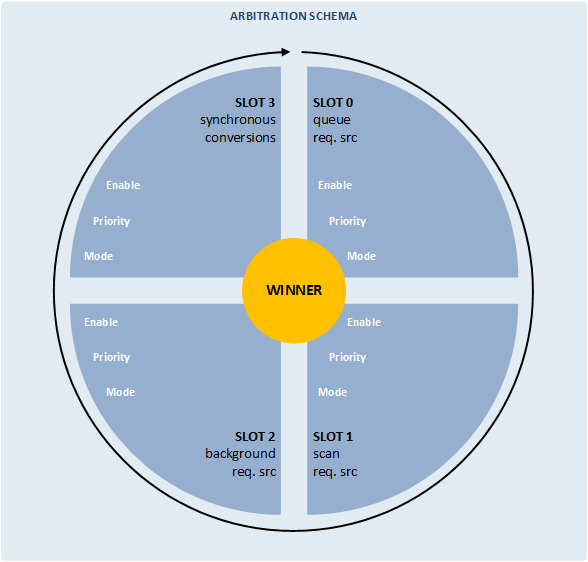 ARBITRATION SCHEMA
SLOT 3
synchronous
conversions
Enable
Priority
Mode
SLOT 0
queue
req. src
Enable
Priority
Mode
WINNER
Enable
Priority
Mode
SLOT 2
background
req. src
Enable
Priority
Mode
SLOT 1
scan
req. src